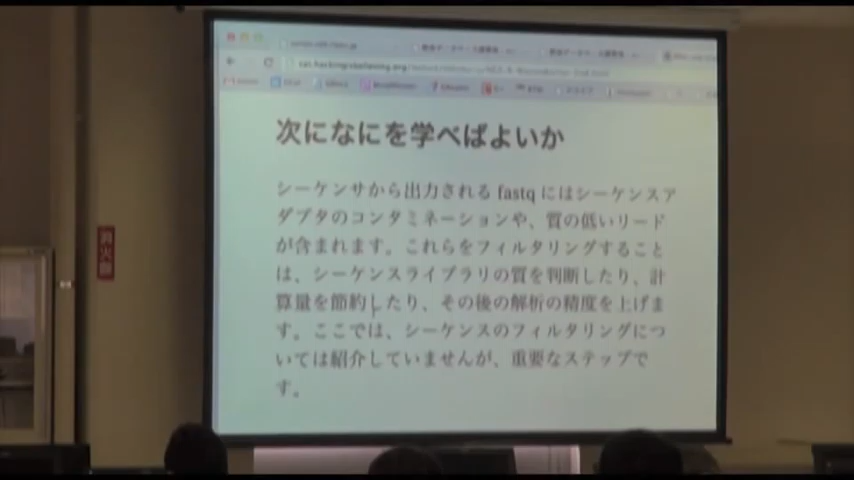 次になにを学べばよいか
シーケンサから出力される fastq にはシーケンスア
ダプタのコンタミネーションや、質の低いリード
が含まれます。これらをフィルタリングすること
は、シーケンスライブラリの質を判断したり、計
算量を節約したり、その後の解析の精度を上げま
す。ここでは、シーケンスのフィルタリングにつ
いては紹介していませんが、重要なステップで
す。
消火器